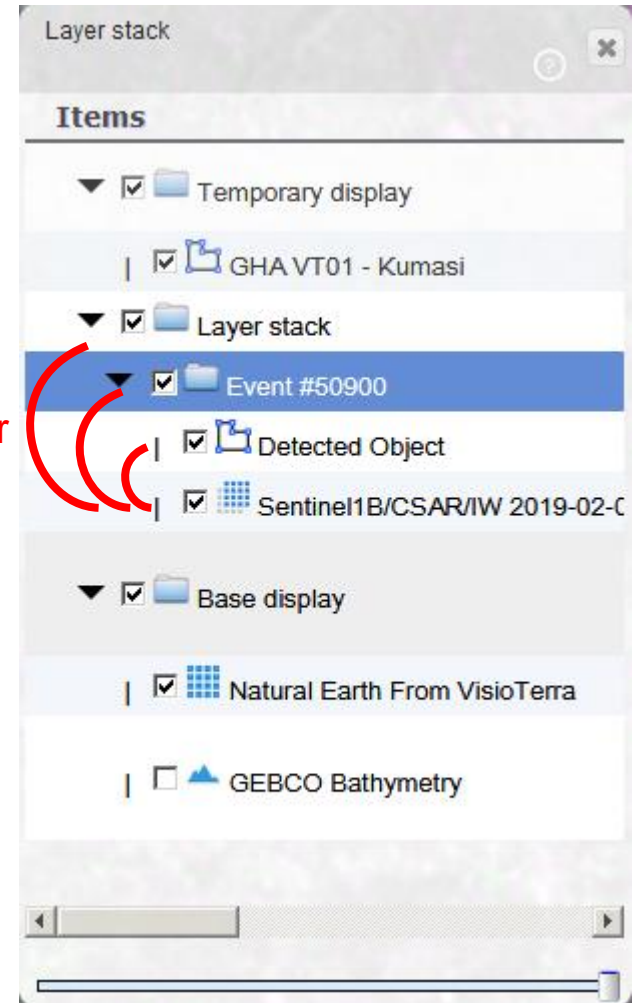 Layer stack
?
Items
Temporary display
GHA VT01 - Kumasi
Layer stack
Event #50900
r
Detected Object
Sentinel1B/CSAR/IW 2019-02-0
Base display
Natural Earth From VisioTerra
GEBCO Bathymetry